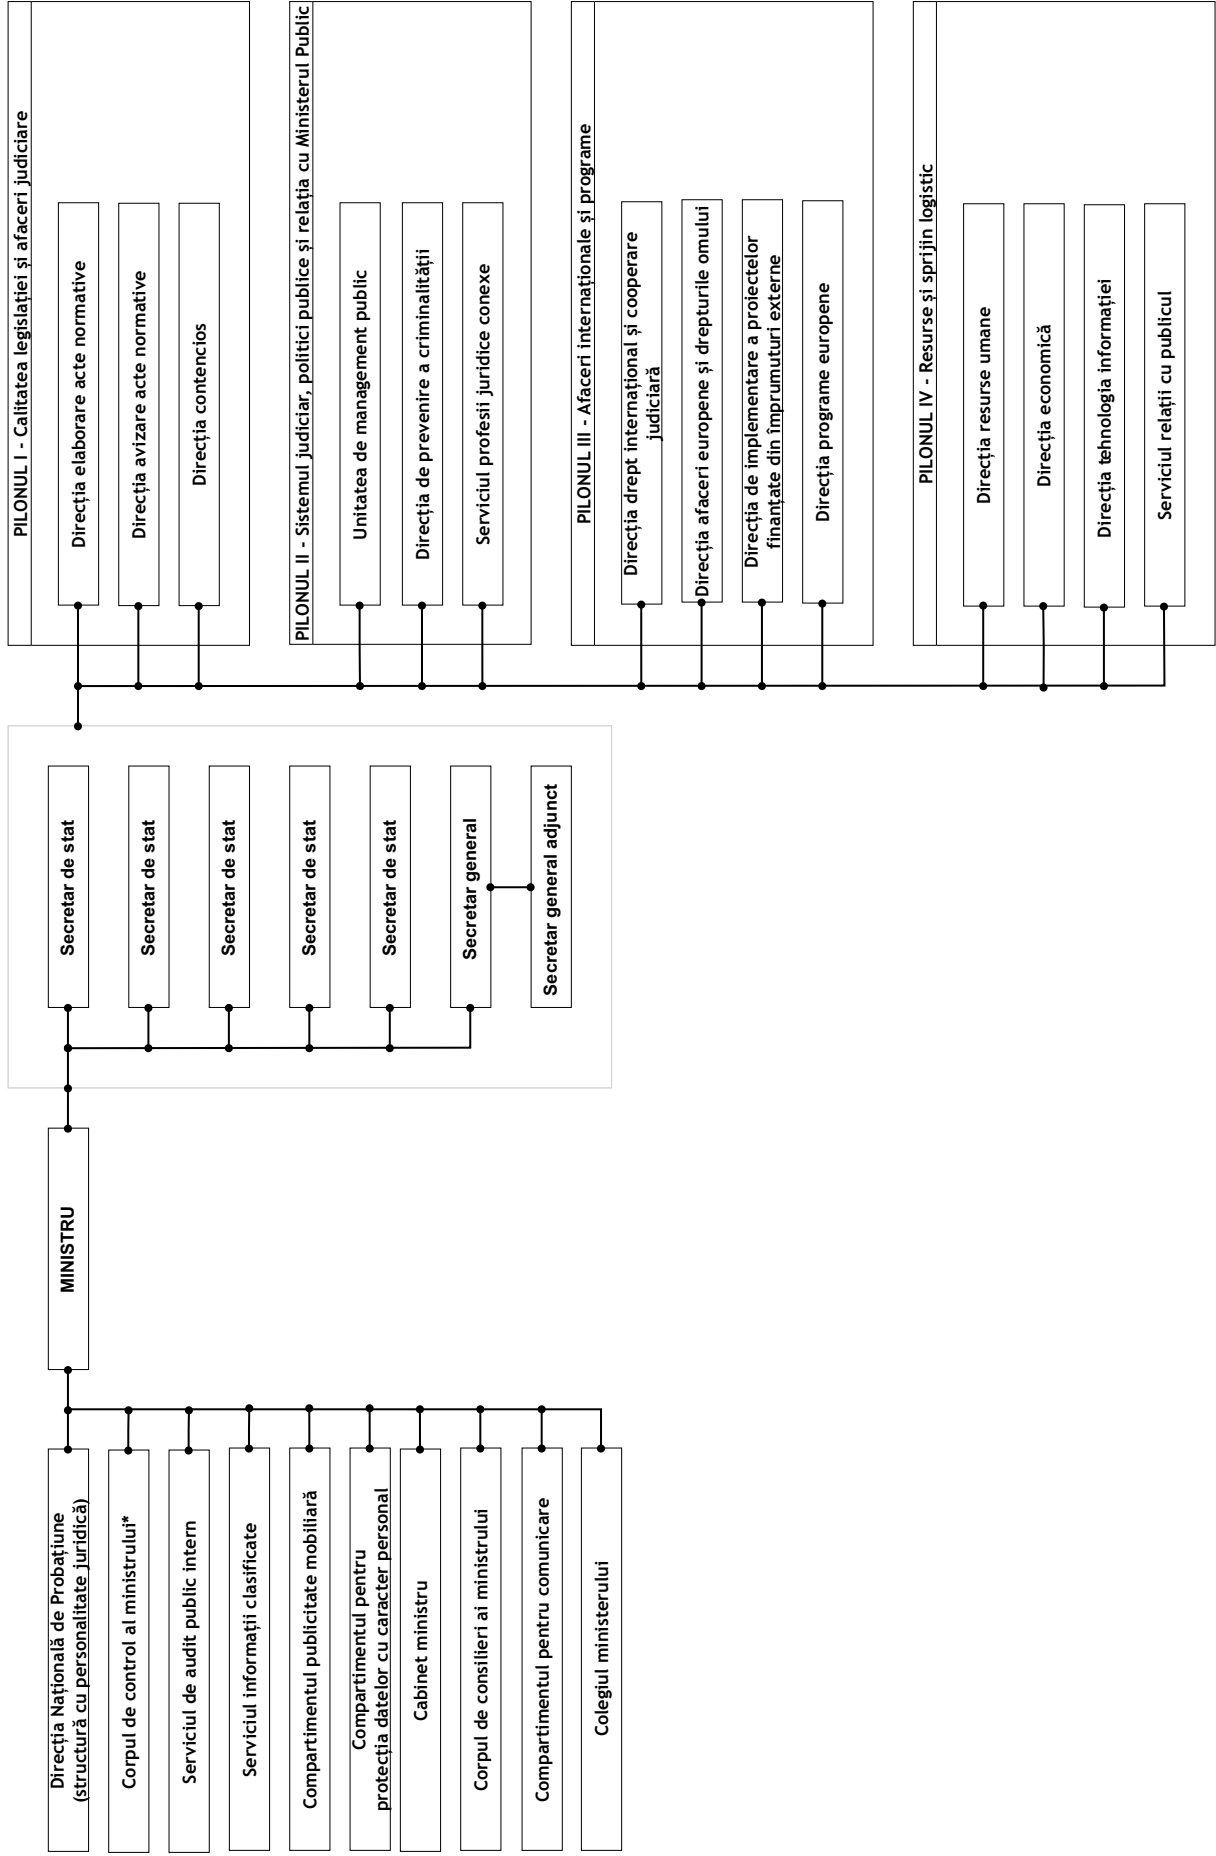 PILONUL I - Calitatea legislației și afaceri judiciare
Direcția elaborare acte normative
Direcția avizare acte normative
Direcția contencios
PILONUL II - Sistemul judiciar, politici publice și relația cu Ministerul Public
Unitatea de management public
Direcția de prevenire a criminalității
Serviciul profesii juridice conexe
PILONUL III - Afaceri internaționale și programe
Direcția drept internațional și cooperare
judiciară
Direcția afaceri europene și drepturile omului
Direcția de implementare a proiectelor
finanțate din împrumuturi externe
Direcția programe europene
PILONUL IV - Resurse și sprijin logistic
Direcția resurse umane
Direcția economică
Direcția tehnologia informației
Serviciul relații cu publicul
Secretar de stat
Secretar de stat
Secretar de stat
Secretar de stat
Secretar de stat
Secretar general
Secretar general adjunct
MINISTRU
Direcția Națională de Probațiune
(structură cu personalitate juridică)
Corpul de control al ministrului*
Serviciul de audit public intern
Serviciul informații clasificate
Compartimentul publicitate mobiliară
Compartimentul pentru
protecția datelor cu caracter personal
Cabinet ministru
Corpul de consilieri ai ministrului
Compartimentul pentru comunicare
Colegiul ministerului